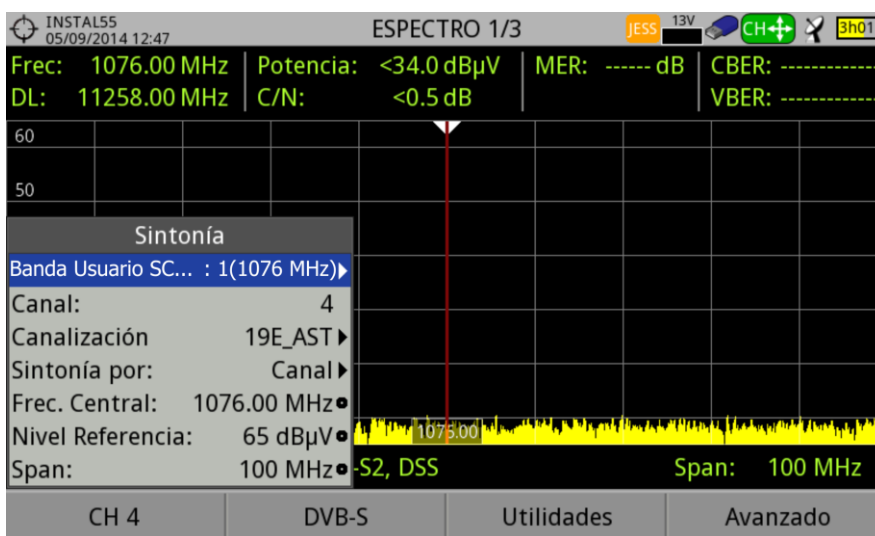 INSTAL55
05/09/2014 12:47
ESPECTRO 1/3
JESS
13V
CH
3h01
Frec: 1076.00 MHz Potencia: <34.0 dBµV MER: ------ dB CBER: ------------
DL: 11258.00 MHz C/N: <0.5 dB VBER: ------------
60
50
Sintonía
Banda Usuario SC... : 1(1076 MHz)
Canal: 4
Canalización 19E_AST
Sintonía por: Canal
Frec. Central: 1076.00 MHz
Nivel Referencia: 65 dBµV
Span: 100 MHz
1076.00
-S2, DSS Span: 100 MHz
CH 4 DVB-S Utilidades Avanzado